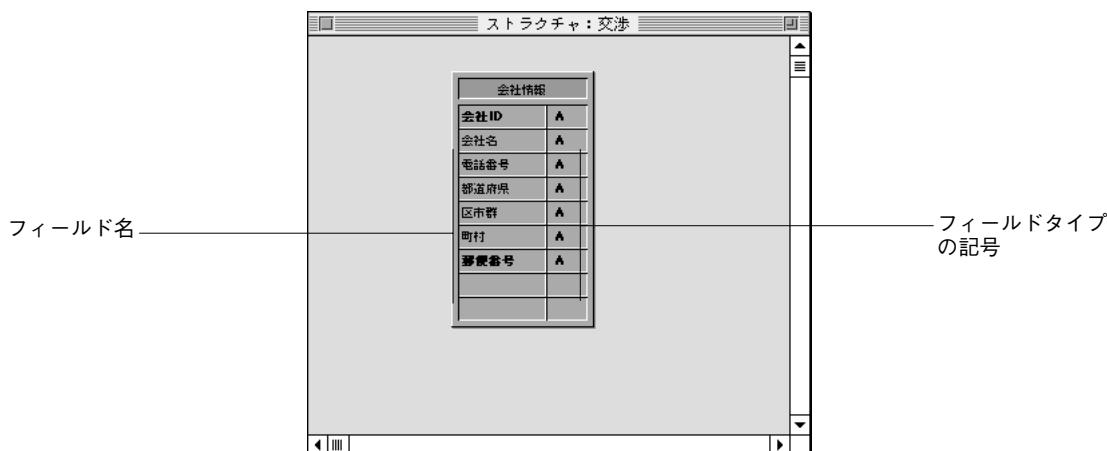 ストラクチャ：交渉
会社情報
会社ID A
会社名 A
電話番号 A
都道府県 A
区市群 A
町村 A
郵便番号 A
フィールド名
フィールドタイプ
の記号